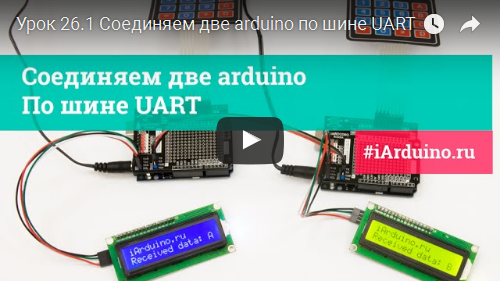 Урок 26.1 Соединяем две arduino по шине UART
Соединяем две arduino
По шине UART
#iArduino.ru
iArduino.ru
Received data: A
iArduino.ru
Received data: B